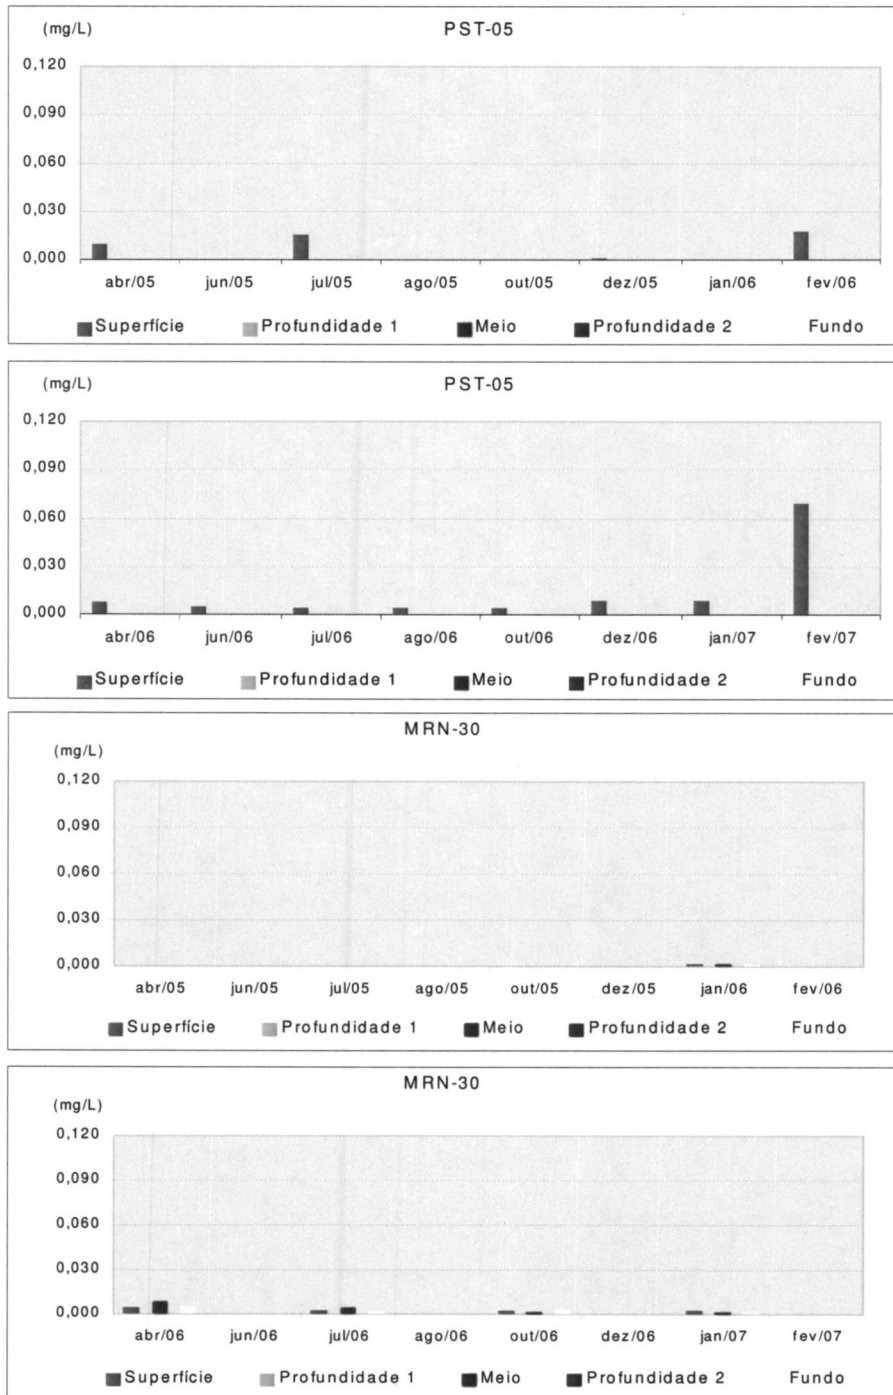 (mg/L) PST-05
0,120
0,090
0,060
0,030
0,000
abr/05 jun/05 jul/05 ago/05 out/05 dez/05 jan/06 fev/06
Superfície Profundidade 1 Meio Profundidade 2 Fundo
(mg/L) PST-05
0,120
0,090
0,060
0,030
0,000
abr/06 jun/06 jul/06 ago/06 out/06 dez/06 jan/07 fev/07
Superfície Profundidade 1 Meio Profundidade 2 Fundo
MRN-30
(mg/L)
0,120
0,090
0,060
0,030
0,000
abr/05 jun/05 jul/05 ago/05 out/05 dez/05 jan/06 fev/06
Superfície Profundidade 1 Meio Profundidade 2 Fundo
MRN-30
(mg/L)
0,120
0,090
0,060
0,030
0,000
abr/06 jun/06 jul/06 ago/06 out/06 dez/06 jan/07 fev/07
Superfície Profundidade 1 Meio Profundidade 2 Fundo